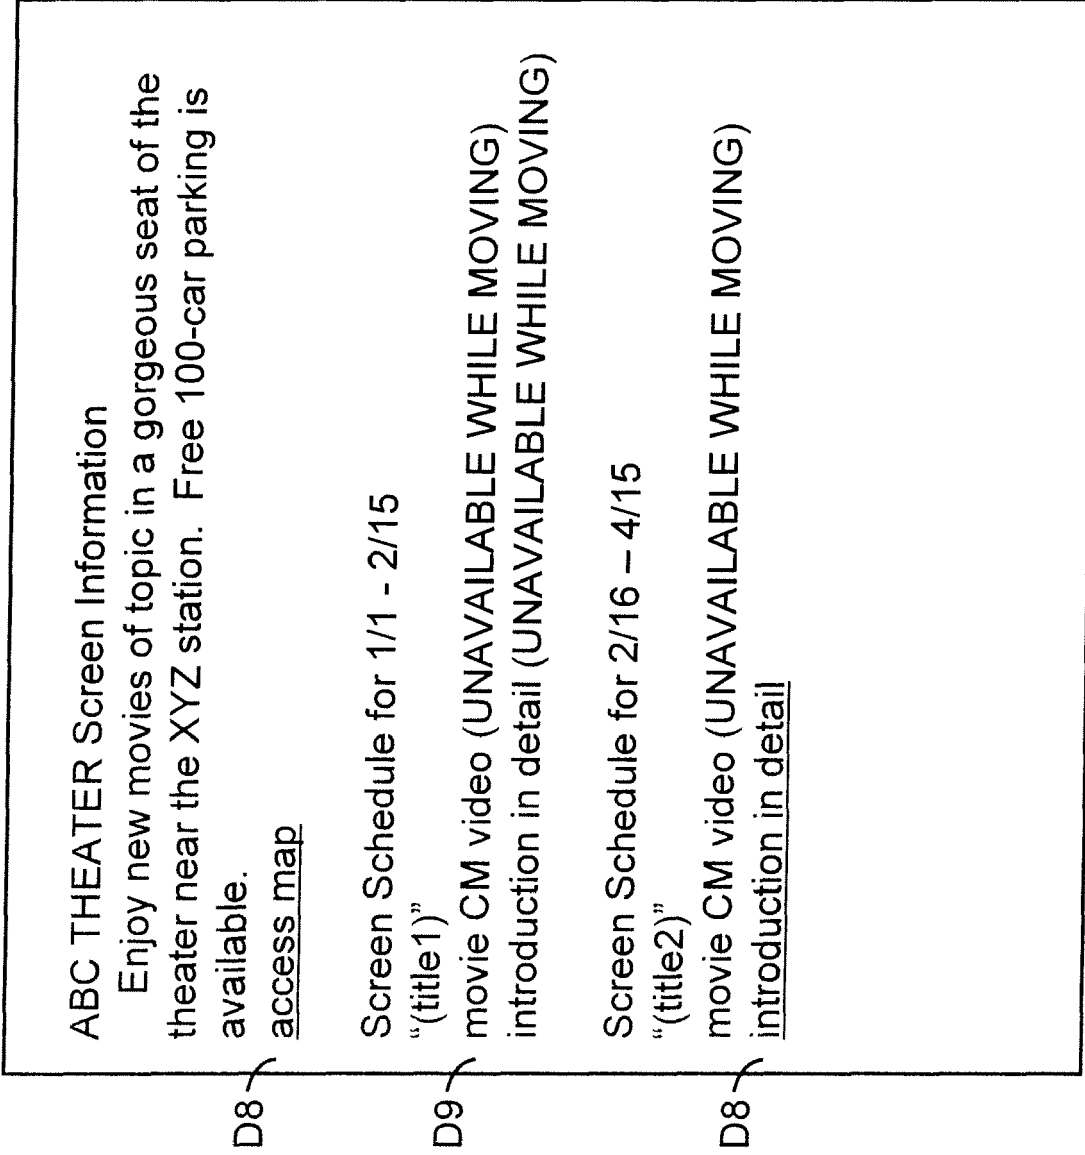 ABC THEATER Screen Information
Enjoy new movies of topic in a gorgeous seat of the
theater near the XYZ station. Free 100-car parking is
available.
D8
access map
Screen Schedule for 1/1 - 2/15
“(title1)”
D9
movie CM video (UNAVAILABLE WHILE MOVING)
introduction in detail (UNAVAILABLE WHILE MOVING)
Screen Schedule for 2/16 – 4/15
“(title2)”
movie CM video (UNAVAILABLE WHILE MOVING)
D8
introduction in detail